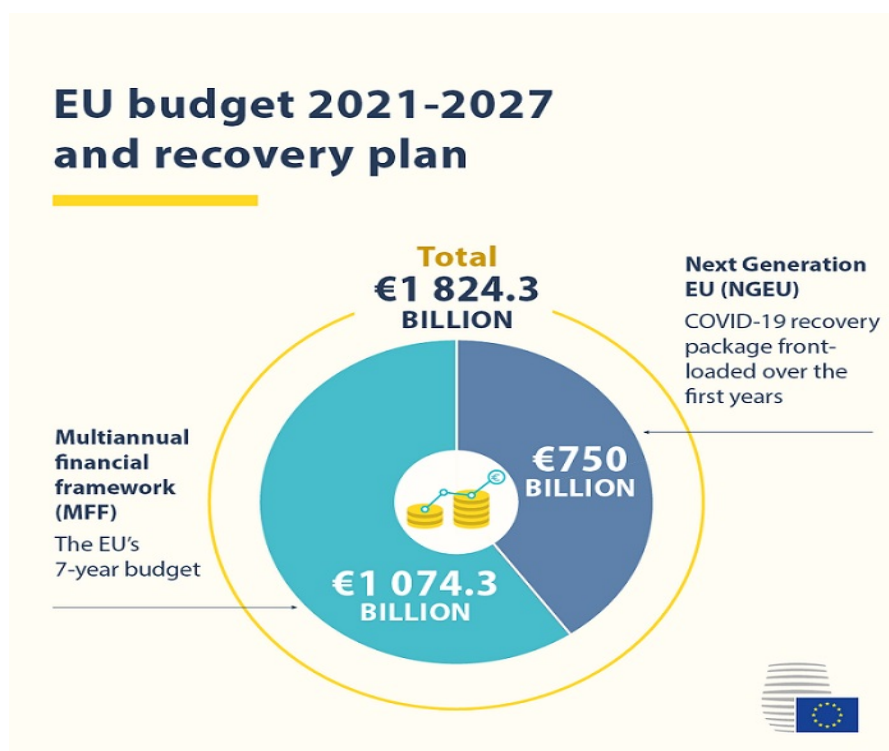 EU budget 2021-2027
and recovery plan
Total
€1 824.3
BILLION
Next Generation
EU (NGEU)
COVID-19 recovery
package front-
loaded over the
first years
€750
BILLION
Multiannual
financial
framework
(MFF)
The EU’s
7-year budget
€1 074.3
BILLION
€